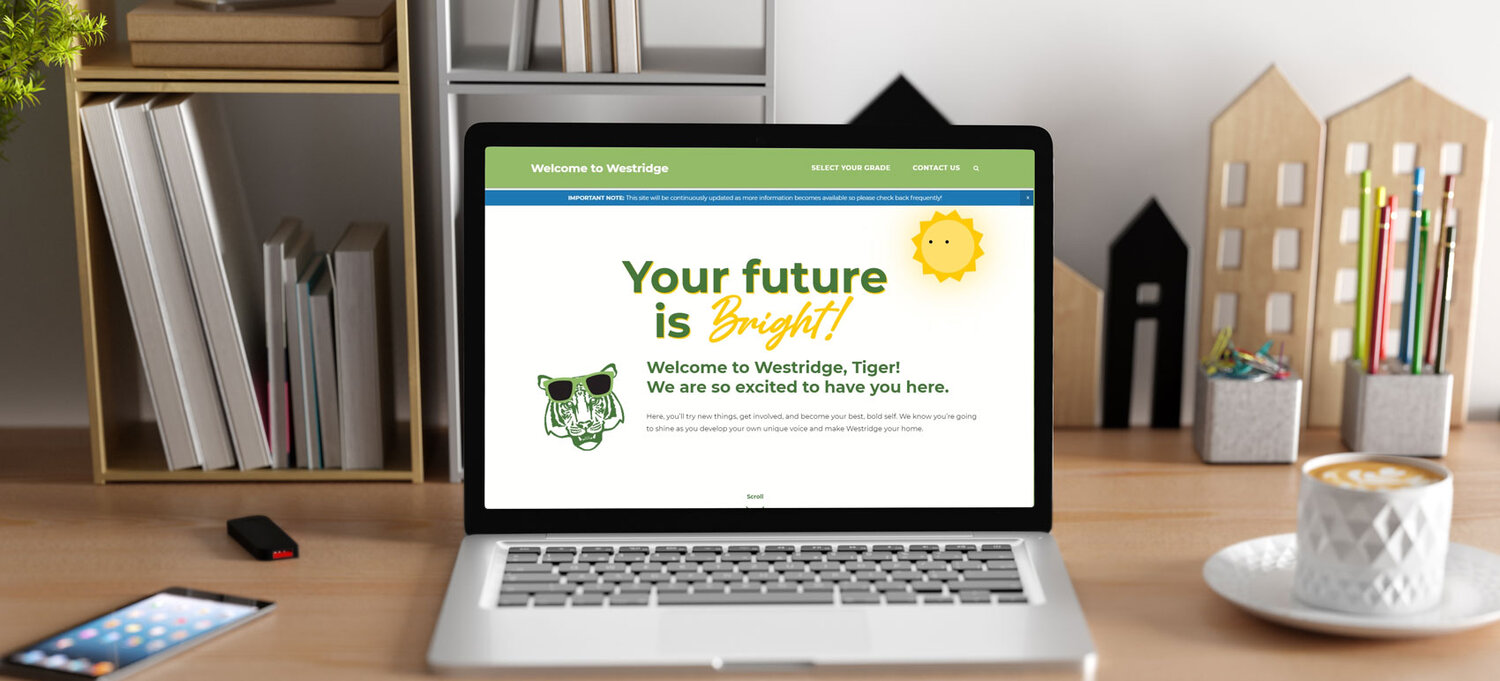 Welcome to Westridge
SELECT YOUR GRADE
CONTACT US
IMPORTANT NOTE: This site will be continuously updated as more information becomes available so please check back frequently!
x
Your future
is Bright!
Welcome to Westridge, Tiger!
We are so excited to have you here.
Here, you'll try new things, get involved, and become your best, bold self. We know you're going
to shine as you develop your own unique voice and make Westridge your home.
Scroll